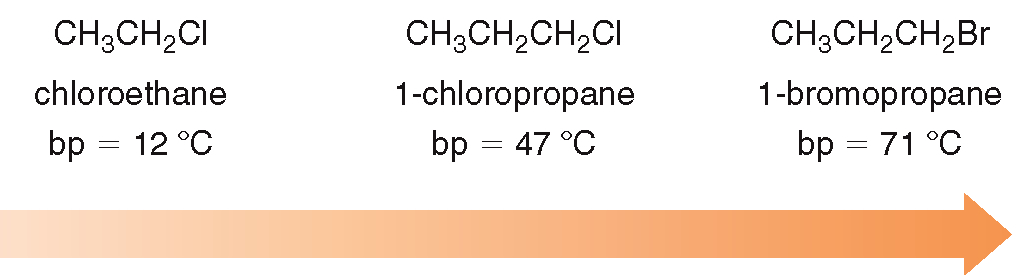 CH₃CH₂Cl CH₃CH₂CH₂Cl CH₃CH₂CH₂Br
chloroethane 1-chloropropane 1-bromopropane
bp = 12 °C bp = 47 °C bp = 71 °C